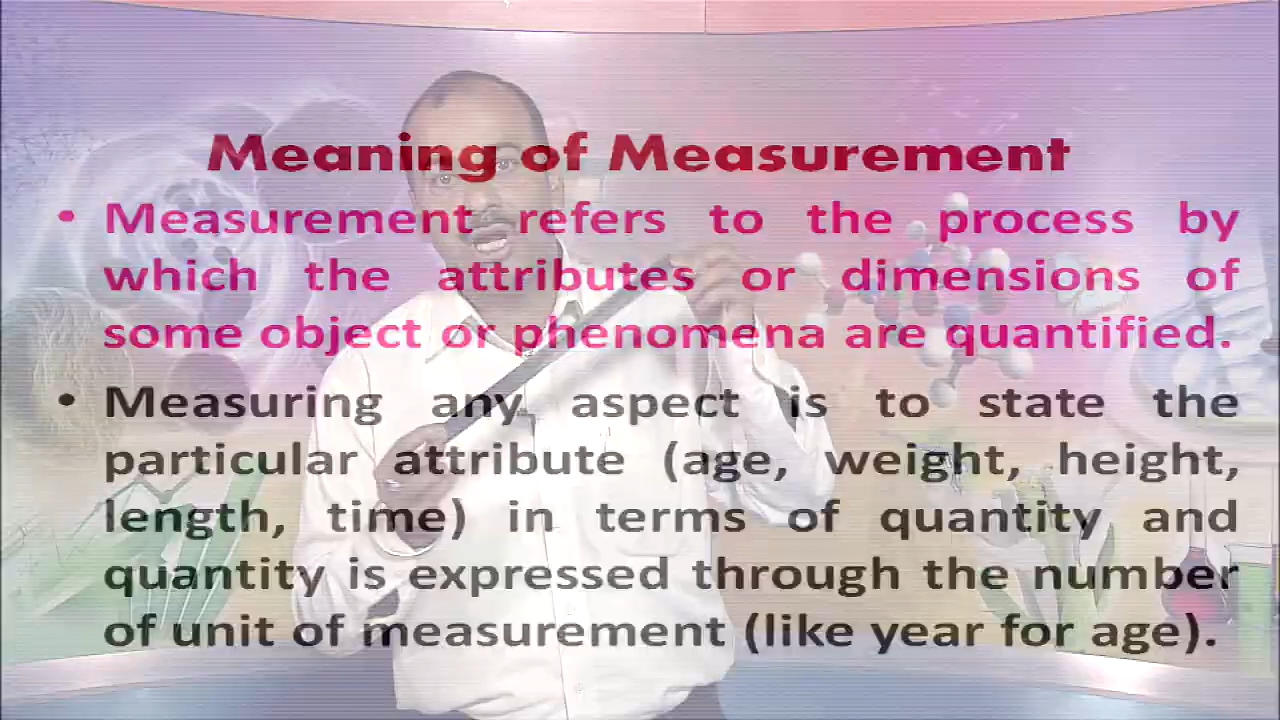 Meaning of Measurement
• Measurement refers to the process by
which the attributes or dimensions of
some object or phenomena are quantified.
• Measuring any aspect is to state the
particular attribute (age, weight, height,
length, time) in terms of quantity and
quantity is expressed through the number
of unit of measurement (like year for age).